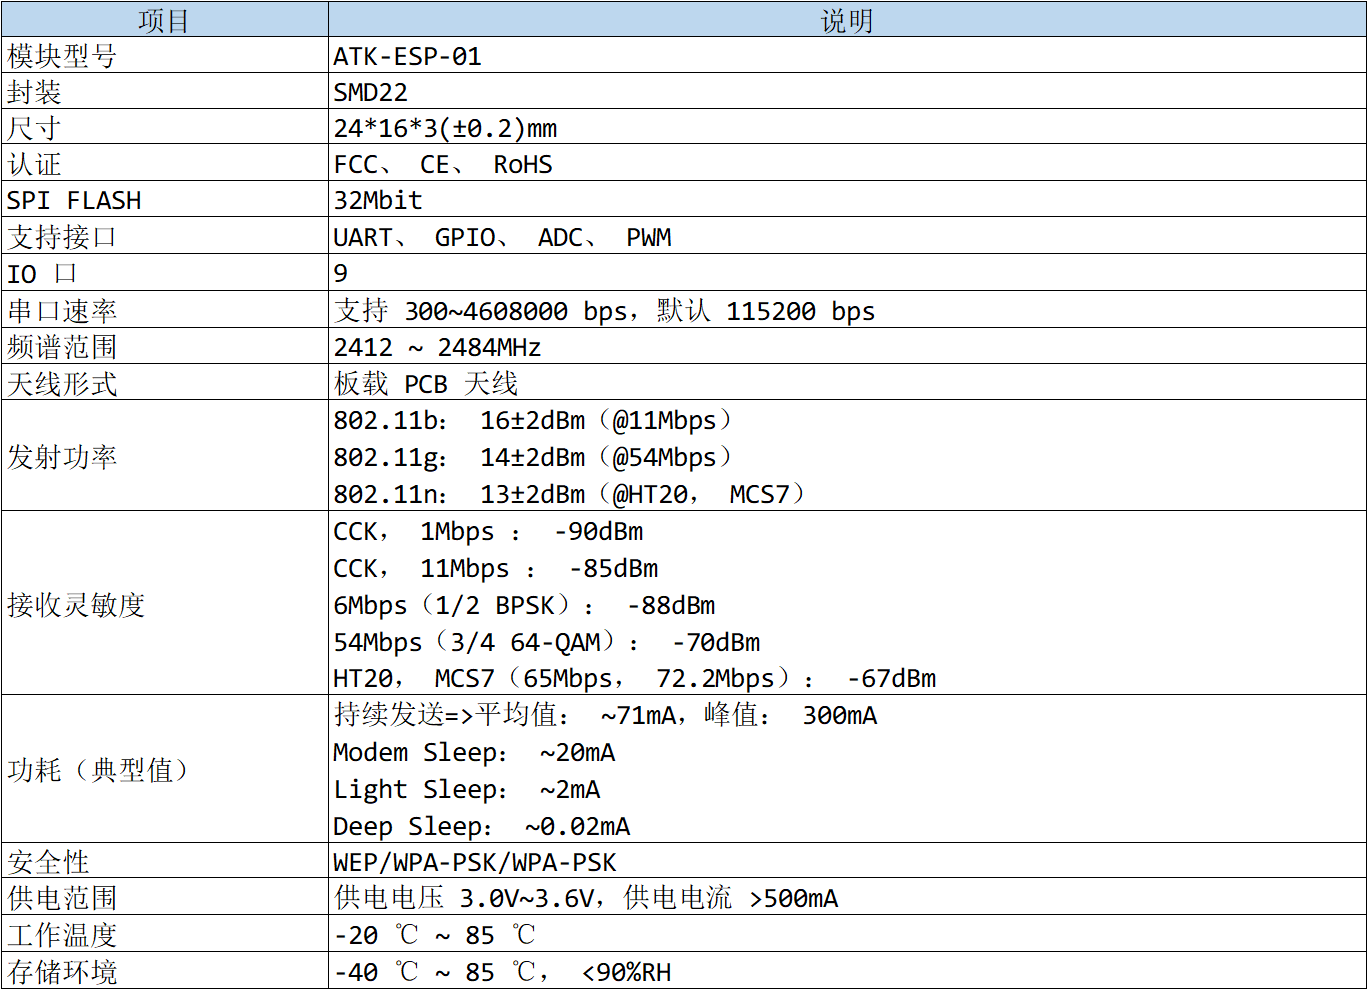 项目 说明
模块型号 ATK-ESP-01
封装 SMD22
尺寸 24*16*3(±0.2)mm
认证 FCC、 CE、 RoHS
SPI FLASH 32Mbit
支持接口 UART、 GPIO、 ADC、 PWM
IO 口 9
串口速率 支持 300~4608000 bps，默认 115200 bps
频谱范围 2412 ~ 2484MHz
天线形式 板载 PCB 天线
发射功率
802.11b： 16±2dBm（@11Mbps）
802.11g： 14±2dBm（@54Mbps）
802.11n： 13±2dBm（@HT20， MCS7）
接收灵敏度
CCK， 1Mbps ： -90dBm
CCK， 11Mbps ： -85dBm
6Mbps（1/2 BPSK）： -88dBm
54Mbps（3/4 64-QAM）： -70dBm
HT20， MCS7（65Mbps， 72.2Mbps）： -67dBm
功耗（典型值）
持续发送=>平均值： ~71mA，峰值： 300mA
Modem Sleep： ~20mA
Light Sleep： ~2mA
Deep Sleep： ~0.02mA
安全性 WEP/WPA-PSK/WPA-PSK
供电范围 供电电压 3.0V~3.6V，供电电流 >500mA
工作温度 -20 ℃ ~ 85 ℃
存储环境 -40 ℃ ~ 85 ℃， <90%RH